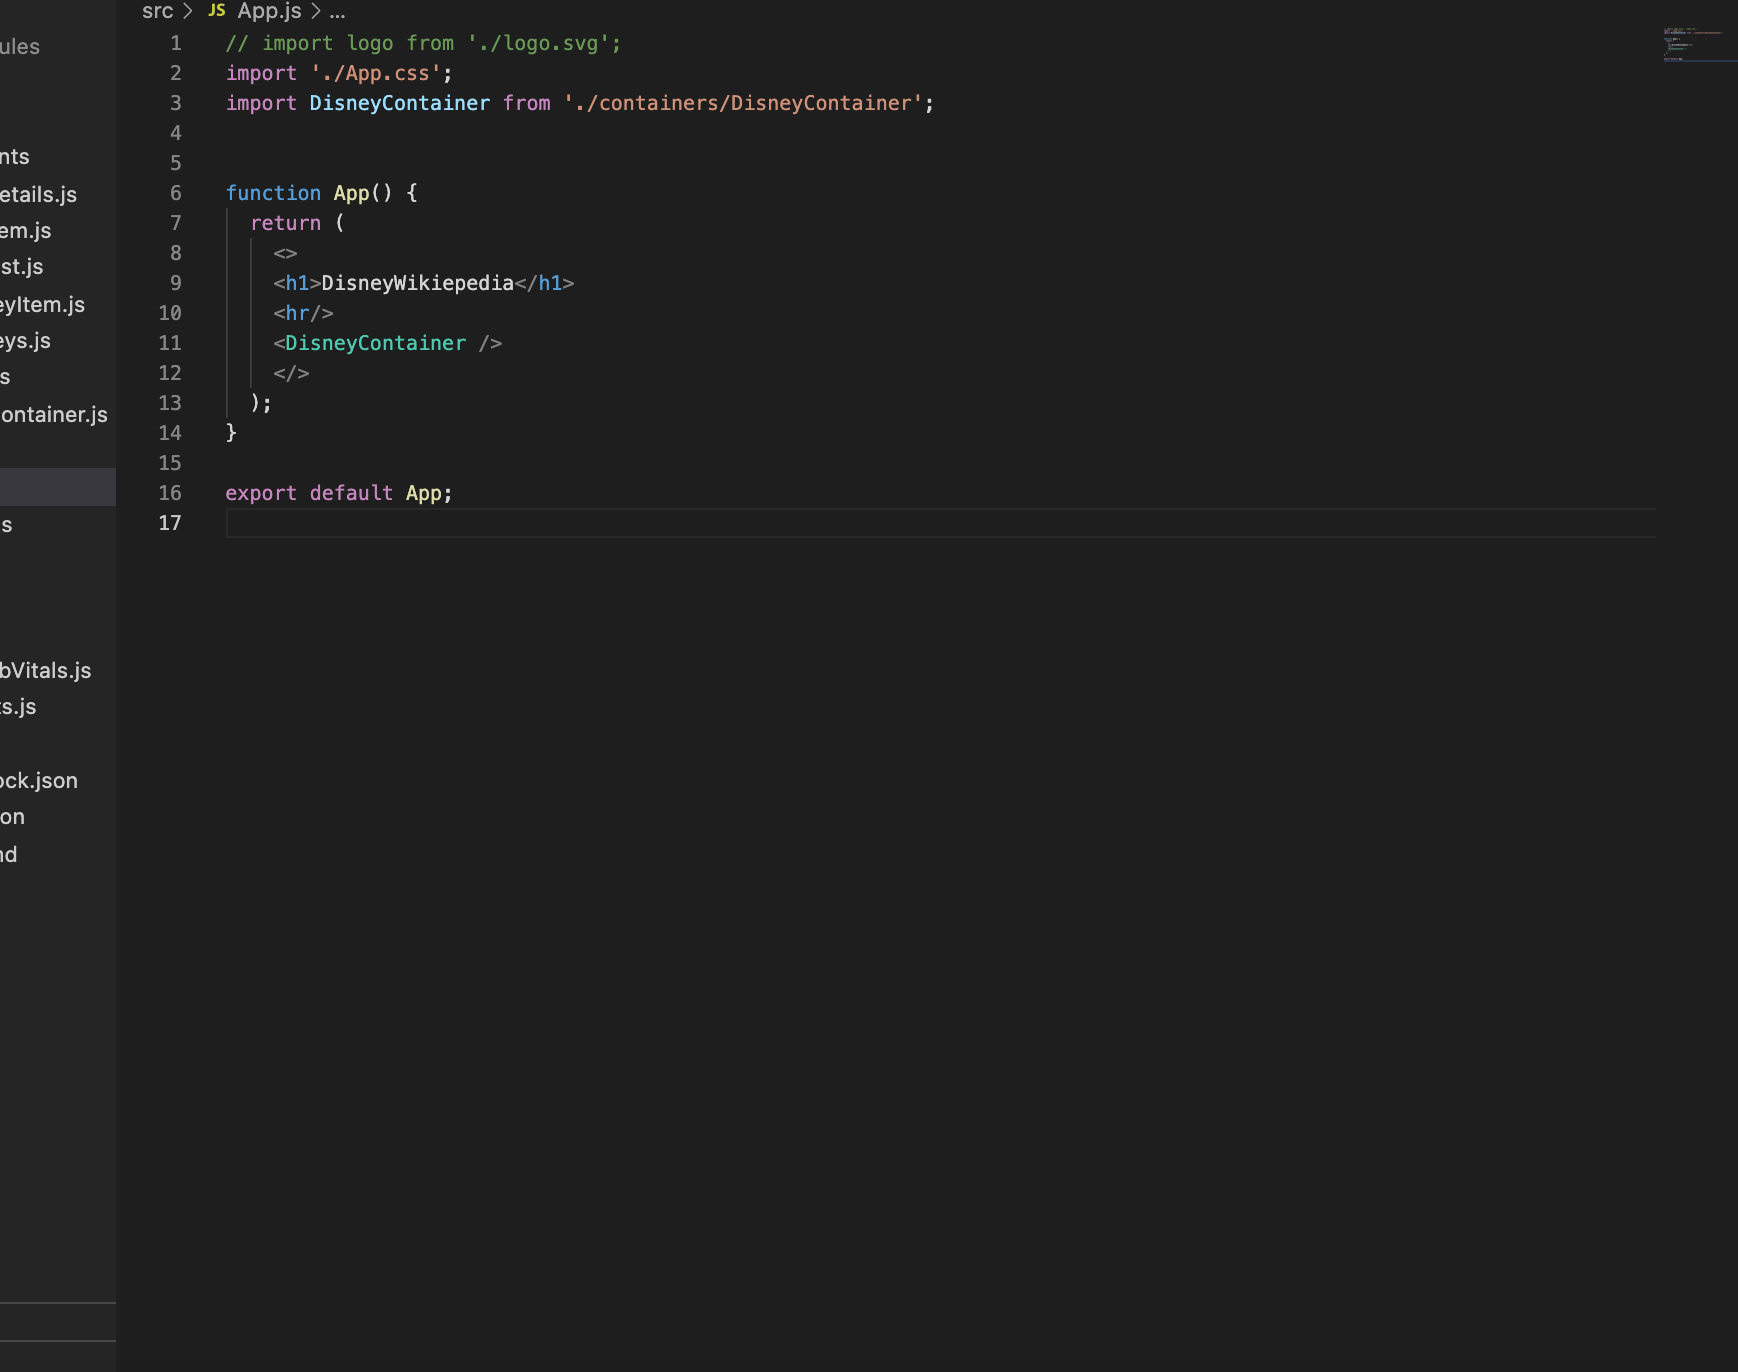 src > JS App.js > ...
ules
nts
etails.js
em.js
st.js
eyItem.js
eys.js
s
ontainer.js
s
bVitals.js
ts.js
ock.json
on
nd
1 // import logo from './logo.svg';
2 import './App.css';
3 import DisneyContainer from './containers/DisneyContainer';
4
5
6 function App() {
7 return (
8 <>
9 <h1>DisneyWikiepedia</h1>
10 <hr/>
11 <DisneyContainer />
12 </>
13 );
14 }
15
16 export default App;
17